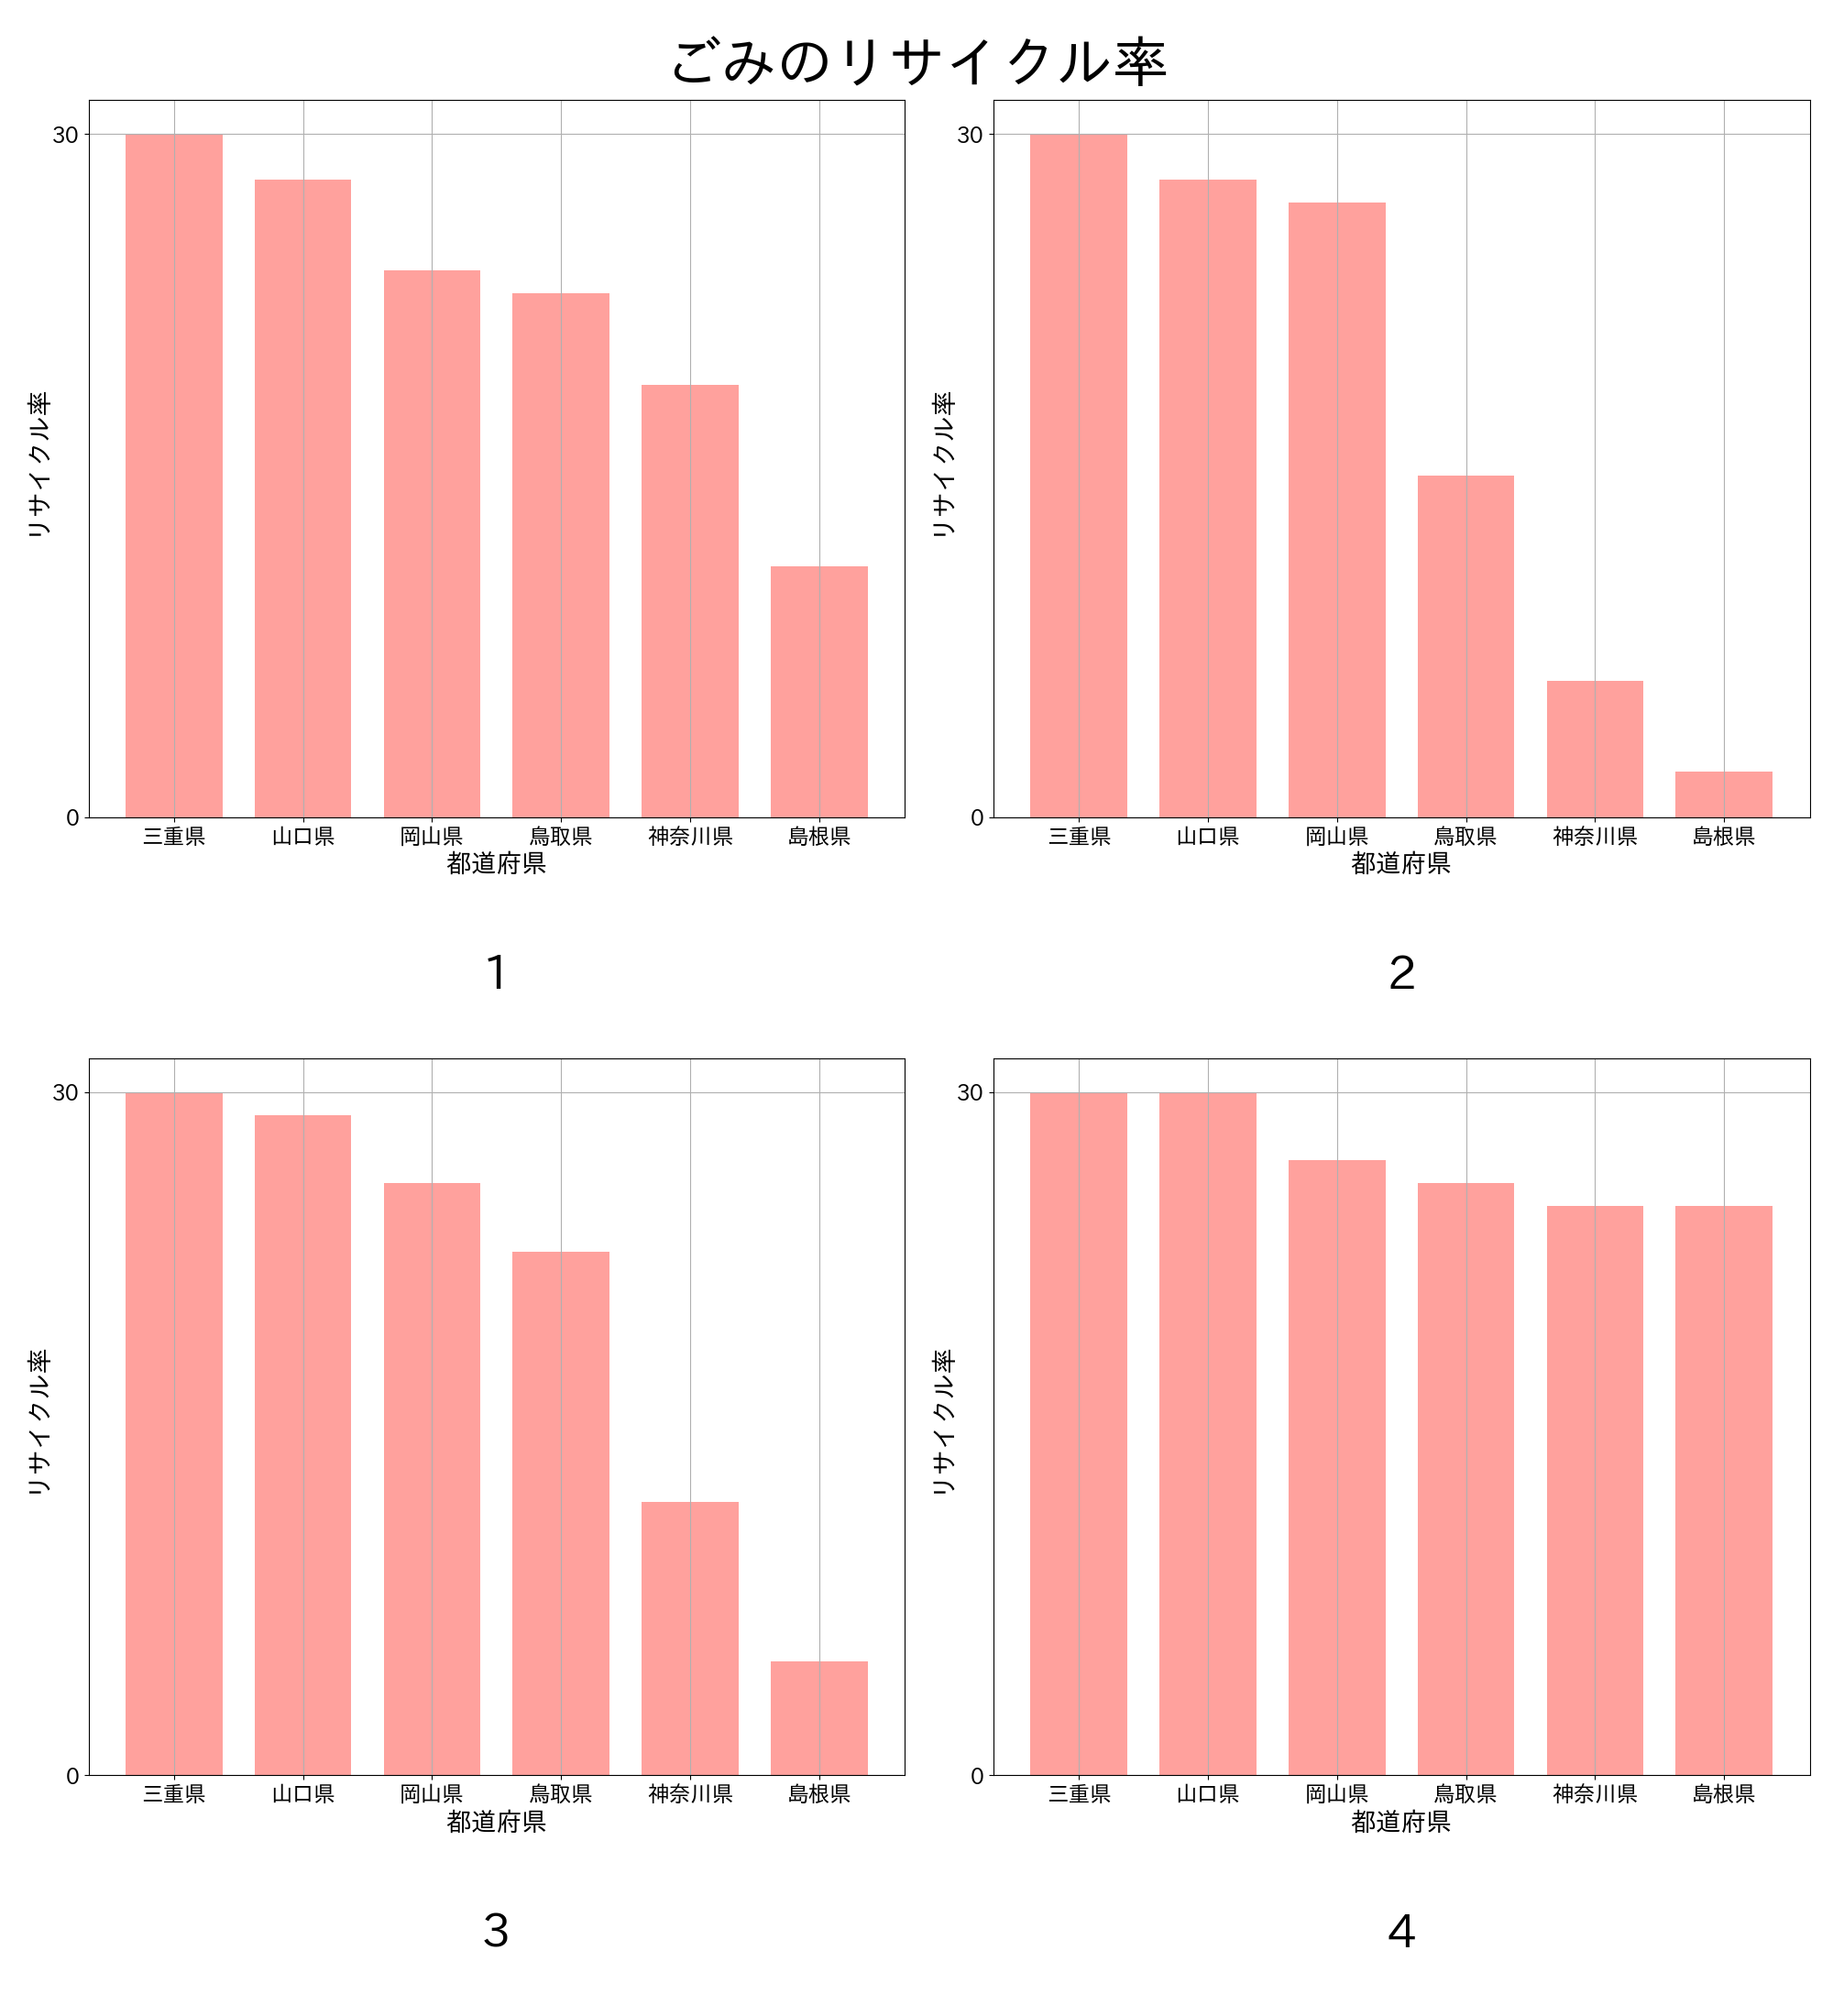 ごみのリサイクル率
リサイクル率
30
0
三重県 山口県 岡山県 鳥取県 神奈川県 島根県
都道府県
1
リサイクル率
30
0
三重県 山口県 岡山県 鳥取県 神奈川県 島根県
都道府県
2
リサイクル率
30
0
三重県 山口県 岡山県 鳥取県 神奈川県 島根県
都道府県
3
リサイクル率
30
0
三重県 山口県 岡山県 鳥取県 神奈川県 島根県
都道府県
4